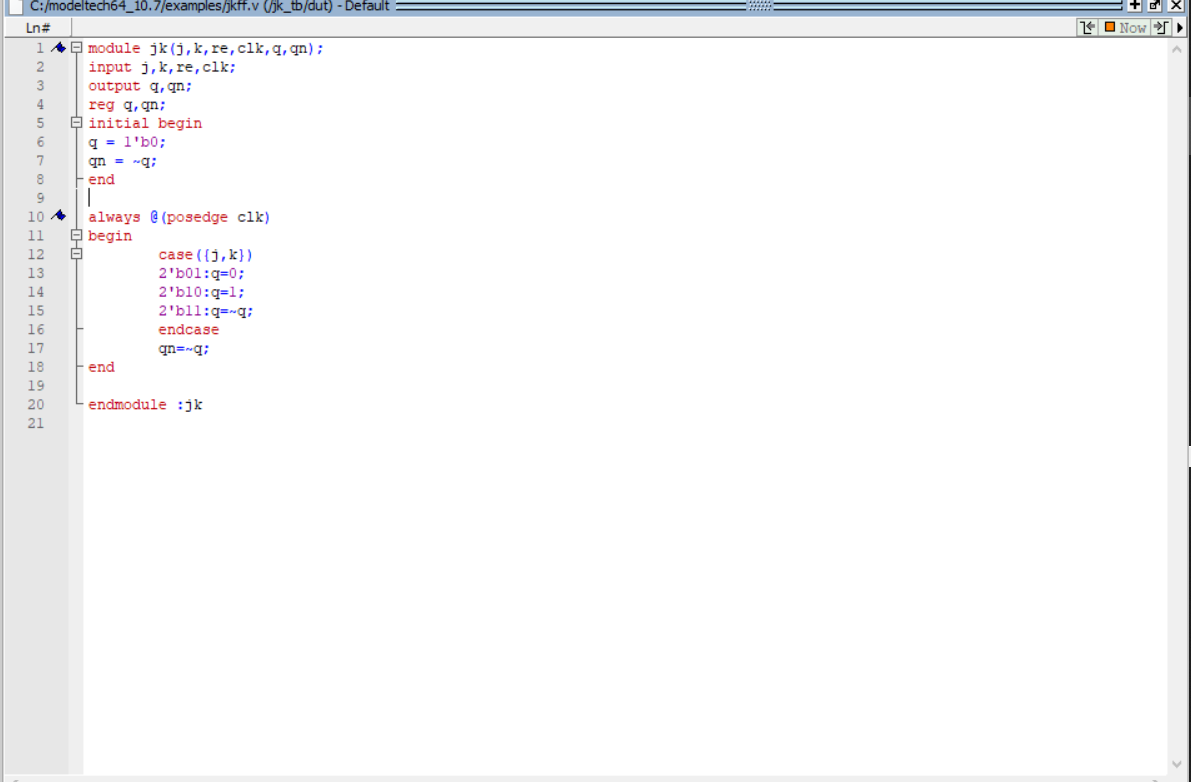 C:/modeltech64_10.7/examples/jkff.v (/jk_tb/dut) - Default
Ln#
Now
1 module jk(j,k,re,clk,q,qn);
2 input j,k,re,clk;
3 output q,qn;
4 reg q,qn;
5 initial begin
6 q = 1'b0;
7 qn = ~q;
8 end
9
10 always @(posedge clk)
11 begin
12 case({j,k})
13 2'b01:q=0;
14 2'b10:q=1;
15 2'b11:q=~q;
16 endcase
17 qn=~q;
18 end
19
20 endmodule :jk
21